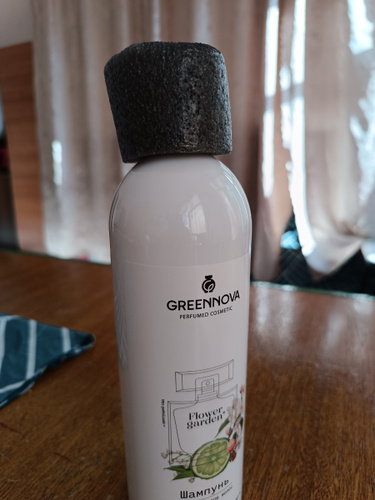 GREENNOVA
PERFUMED COSMETIC
Flower
garden
Шампунь